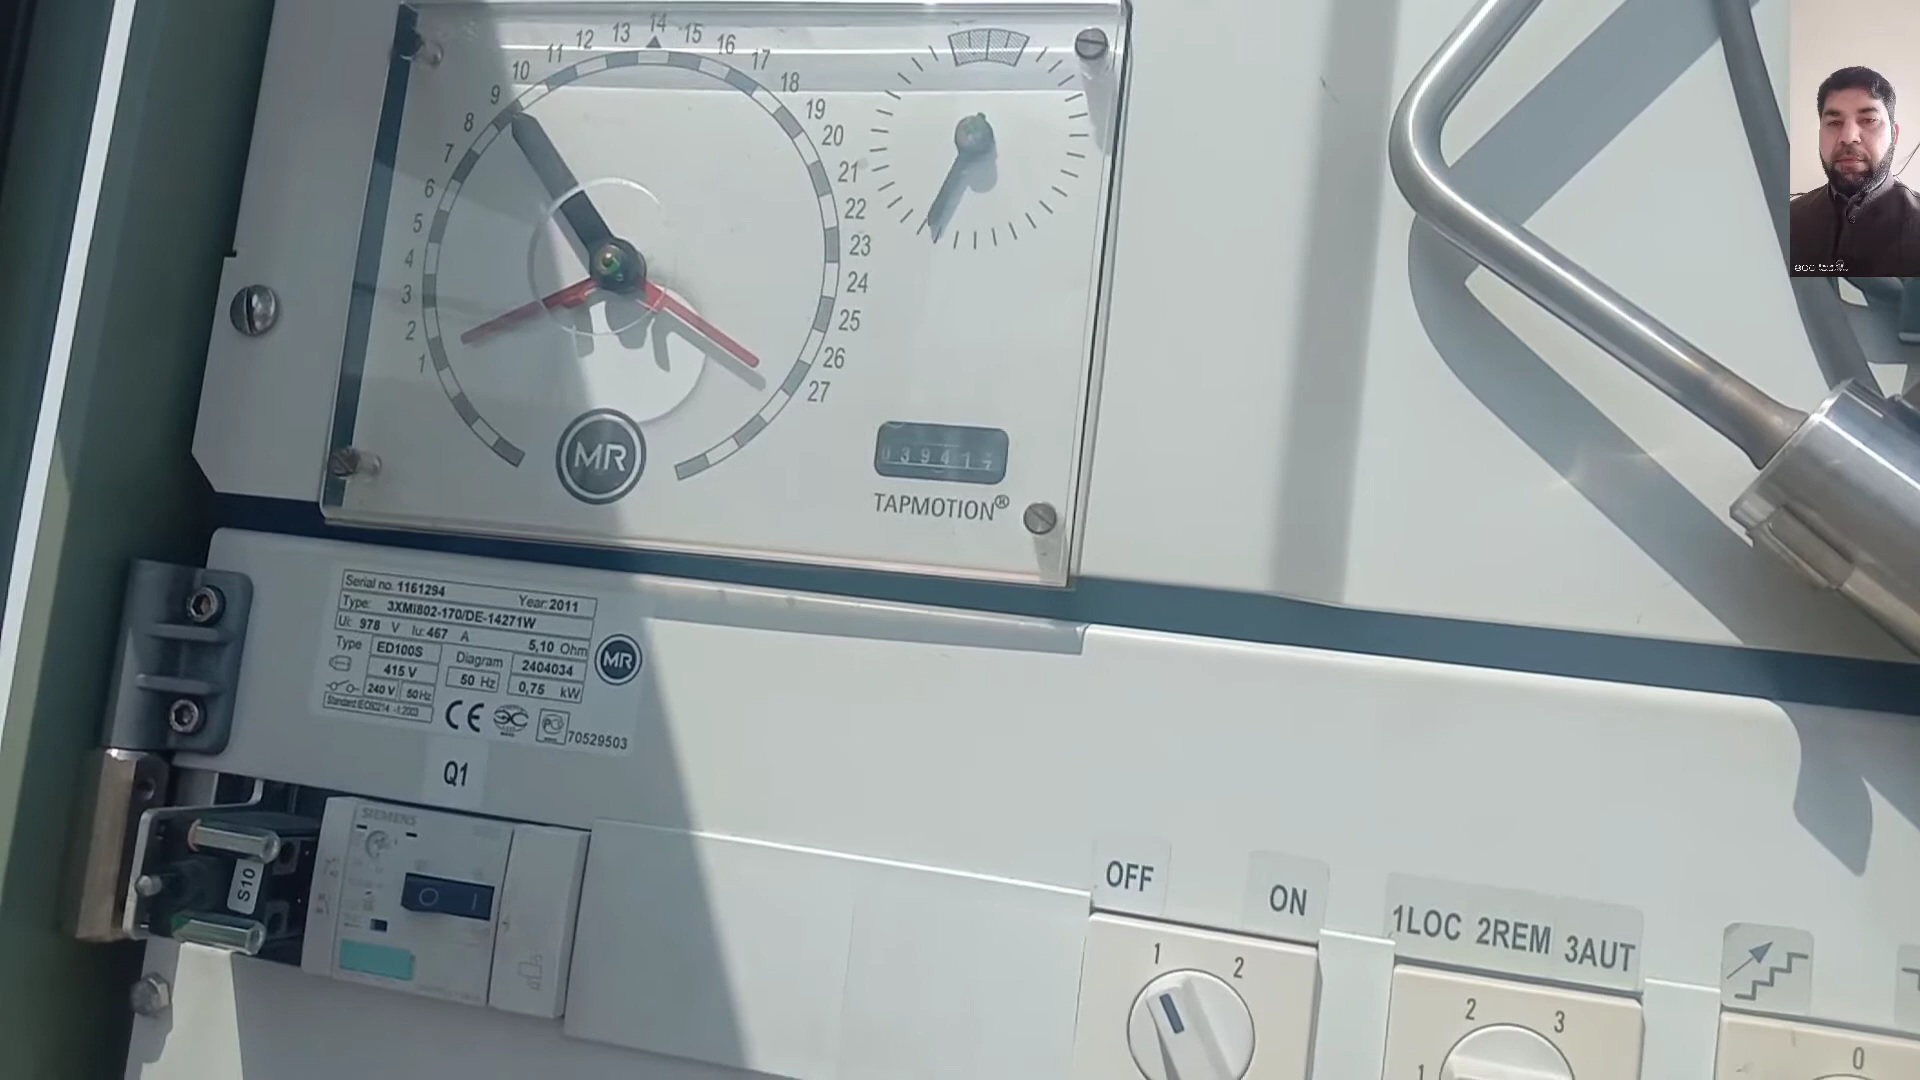 1 2 3 4 5 6 7 8 9 10 11 12 13 14 15 16 17 18 19 20 21 22 23 24 25 26 27
MR
039417
TAPMOTION®
Serial no. 1161294 Year: 2011
Type: 3XMI802-170/DE-14271W
Ui: 978 V Iu: 467 A 5,10 Ohm
Type ED100S Diagram 2404034
415 V 50 Hz 0,75 kW
240 V 50 Hz
MR
CE
70529503
Q1
SIEMENS
S10
OFF ON
1LOC 2REM 3AUT
1 2
1 2 3
0